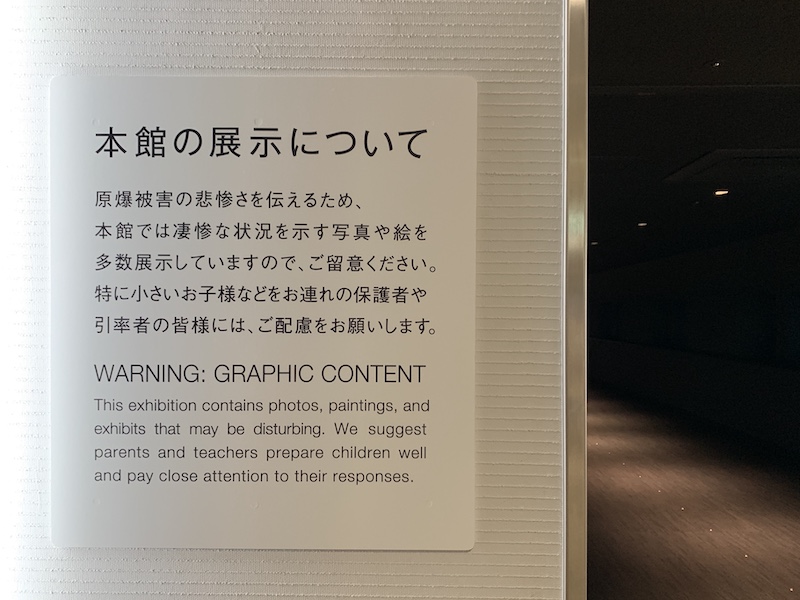 本館の展示について
原爆被害の悲惨さを伝えるため、
本館では凄惨な状況を示す写真や絵を
多数展示していますので、ご留意ください。
特に小さいお子様などをお連れの保護者や
引率者の皆様には、ご配慮をお願いします。
WARNING: GRAPHIC CONTENT
This exhibition contains photos, paintings, and
exhibits that may be disturbing. We suggest
parents and teachers prepare children well
and pay close attention to their responses.